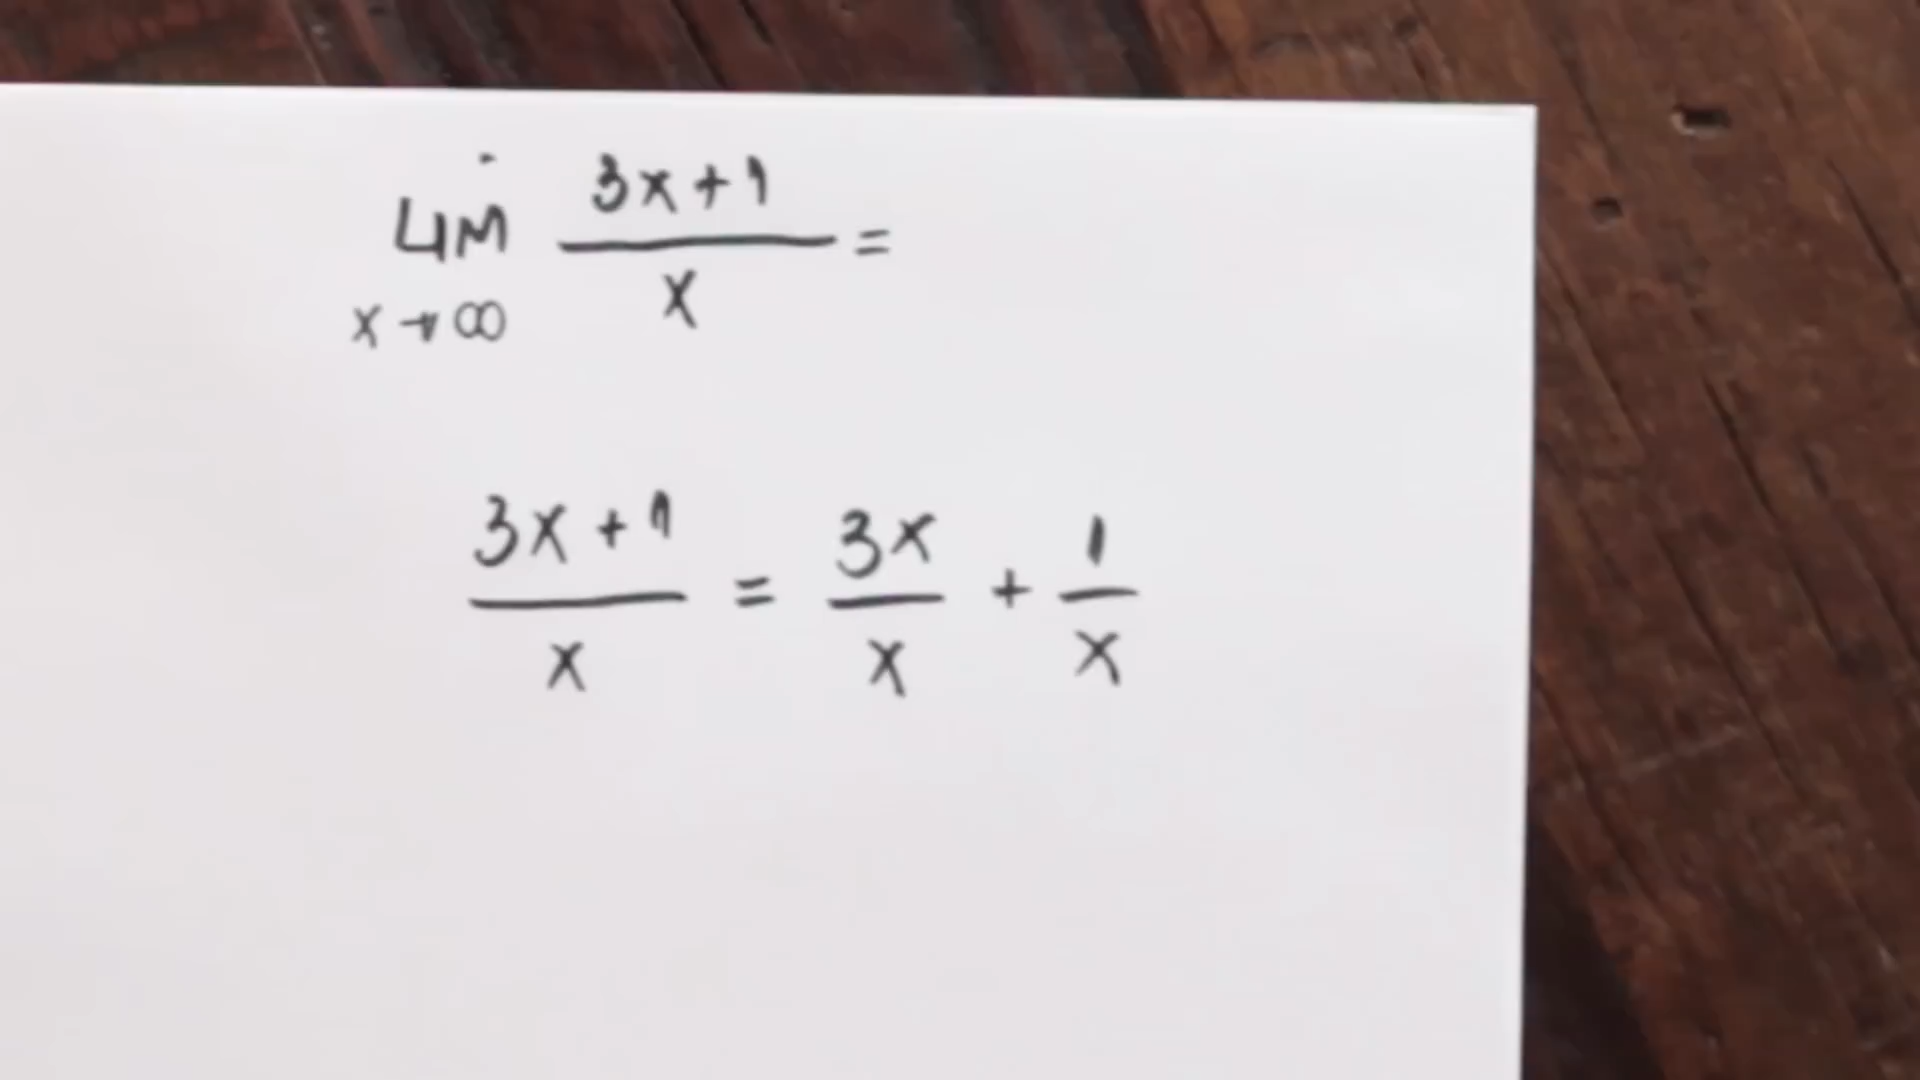 LIM 3x+1 / x =
x→∞
3x+1 / x = 3x / x + 1 / x